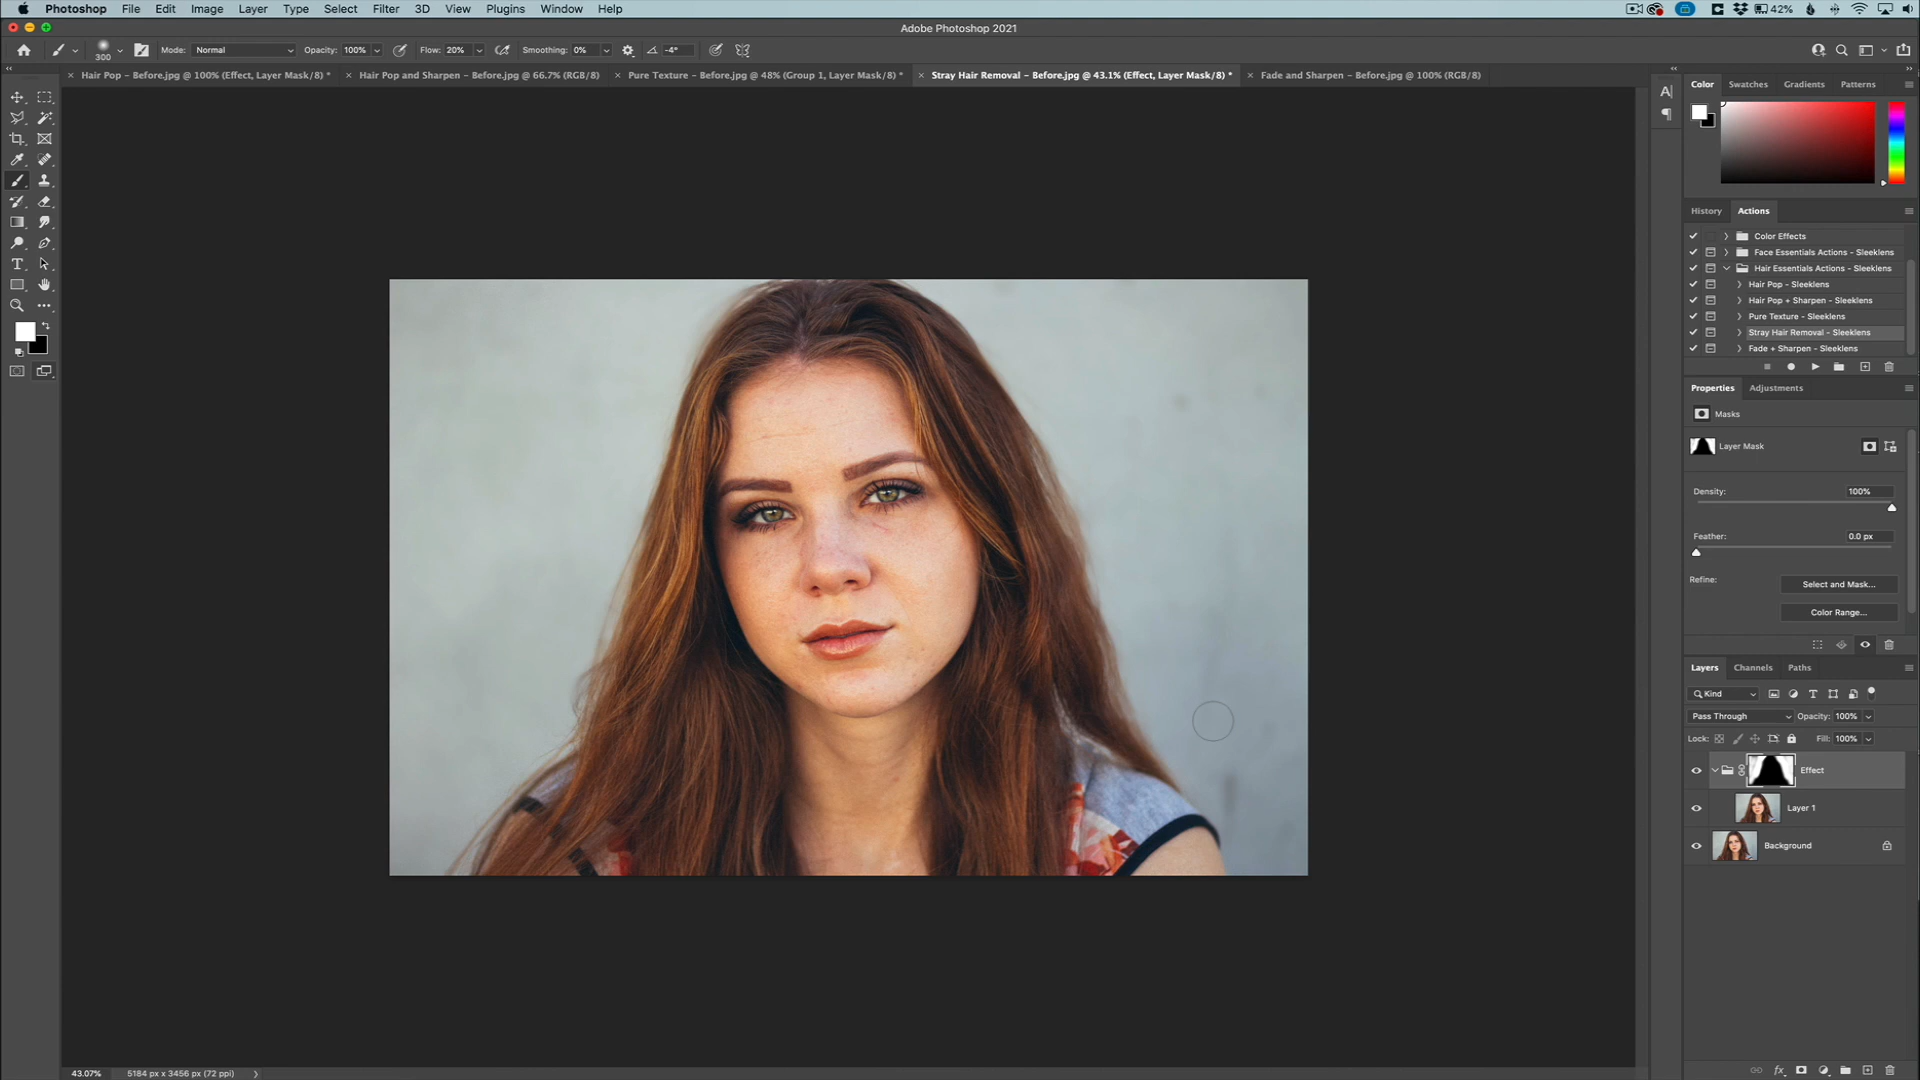 Photoshop File Edit Image Layer Type Select Filter 3D View Plugins Window Help 42%
Adobe Photoshop 2021
300 Mode: Normal Opacity: 100% Flow: 20% Smoothing: 0% -4°
Hair Pop - Before.jpg @ 100% (Effect, Layer Mask/8) * Hair Pop and Sharpen - Before.jpg @ 66.7% (RGB/8) Pure Texture - Before.jpg @ 48% (Group 1, Layer Mask/8) * Stray Hair Removal - Before.jpg @ 43.1% (Effect, Layer Mask/8) * Fade and Sharpen - Before.jpg @ 100% (RGB/8)
Color Swatches Gradients Patterns
History Actions
Color Effects
Face Essentials Actions - Sleeklens
Hair Essentials Actions - Sleeklens
Hair Pop - Sleeklens
Hair Pop + Sharpen - Sleeklens
Pure Texture - Sleeklens
Stray Hair Removal - Sleeklens
Fade + Sharpen - Sleeklens
Properties Adjustments
Masks
Layer Mask
Density: 100%
Feather: 0.0 px
Refine: Select and Mask...
Color Range...
Layers Channels Paths
Kind
Pass Through Opacity: 100%
Lock: Fill: 100%
Effect
Layer 1
Background
43.07% 5184 px x 3456 px (72 ppi)